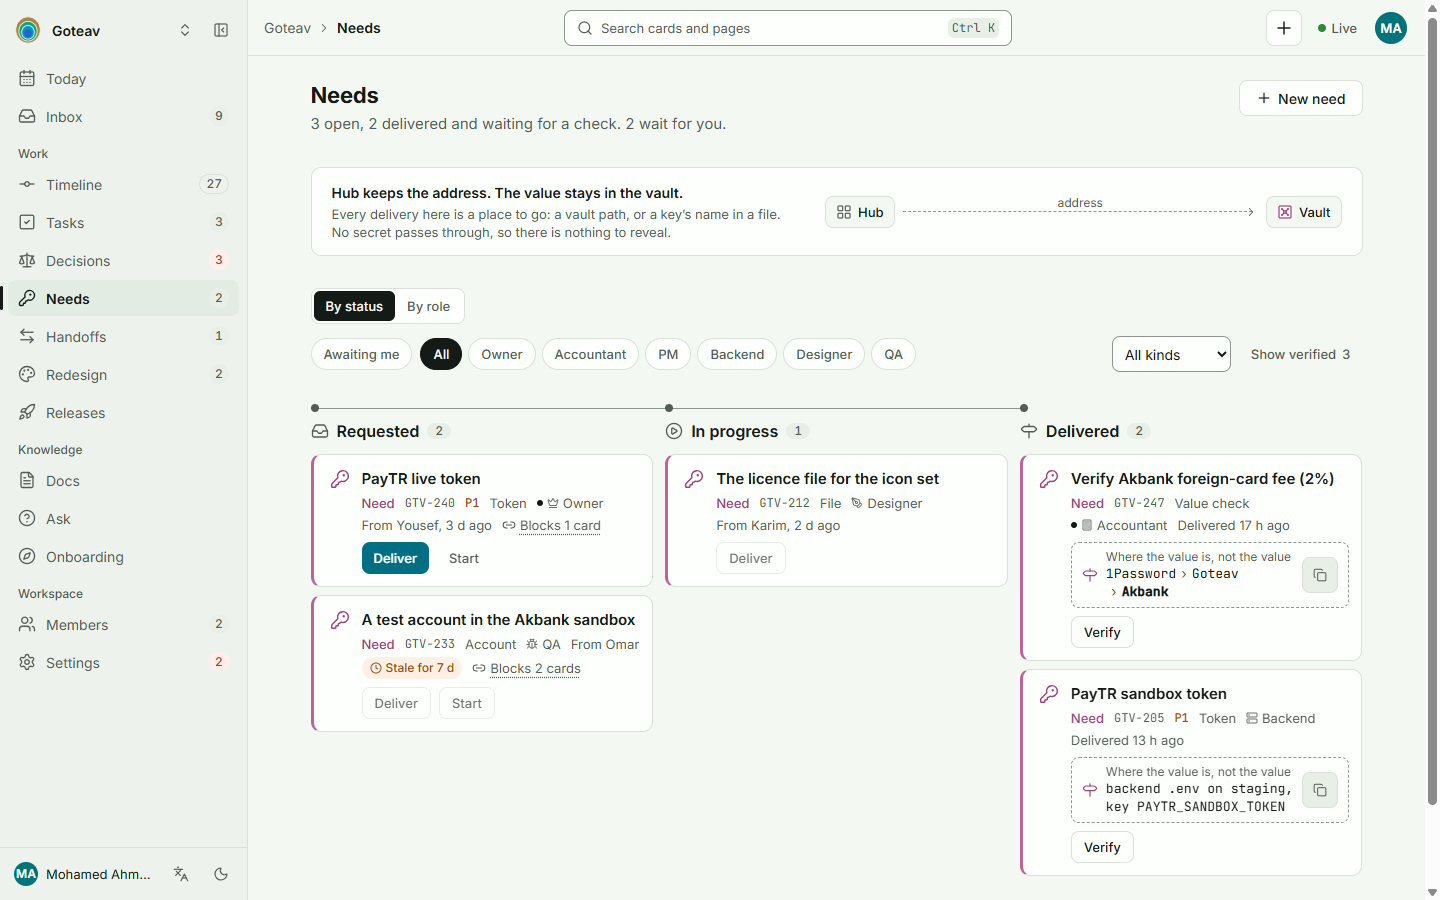 Goteav
Today
Inbox 9
Work
Timeline 27
Tasks 3
Decisions 3
Needs 2
Handoffs 1
Redesign 2
Releases
Knowledge
Docs
Ask
Onboarding
Workspace
Members 2
Settings 2
MA Mohamed Ahm...
Goteav > Needs
Search cards and pages Ctrl K
Live MA
Needs
3 open, 2 delivered and waiting for a check. 2 wait for you.
+ New need
Hub keeps the address. The value stays in the vault.
Every delivery here is a place to go: a vault path, or a key’s name in a file.
No secret passes through, so there is nothing to reveal.
Hub address Vault
By status By role
Awaiting me All Owner Accountant PM Backend Designer QA
All kinds Show verified 3
Requested 2
PayTR live token
Need GTV-240 P1 Token Owner
From Yousef, 3 d ago Blocks 1 card
Deliver Start
A test account in the Akbank sandbox
Need GTV-233 Account QA From Omar
Stale for 7 d Blocks 2 cards
Deliver Start
In progress 1
The licence file for the icon set
Need GTV-212 File Designer
From Karim, 2 d ago
Deliver
Delivered 2
Verify Akbank foreign-card fee (2%)
Need GTV-247 Value check
Accountant Delivered 17 h ago
Where the value is, not the value
1Password › Goteav
› Akbank
Verify
PayTR sandbox token
Need GTV-205 P1 Token Backend
Delivered 13 h ago
Where the value is, not the value
backend .env on staging,
key PAYTR_SANDBOX_TOKEN
Verify